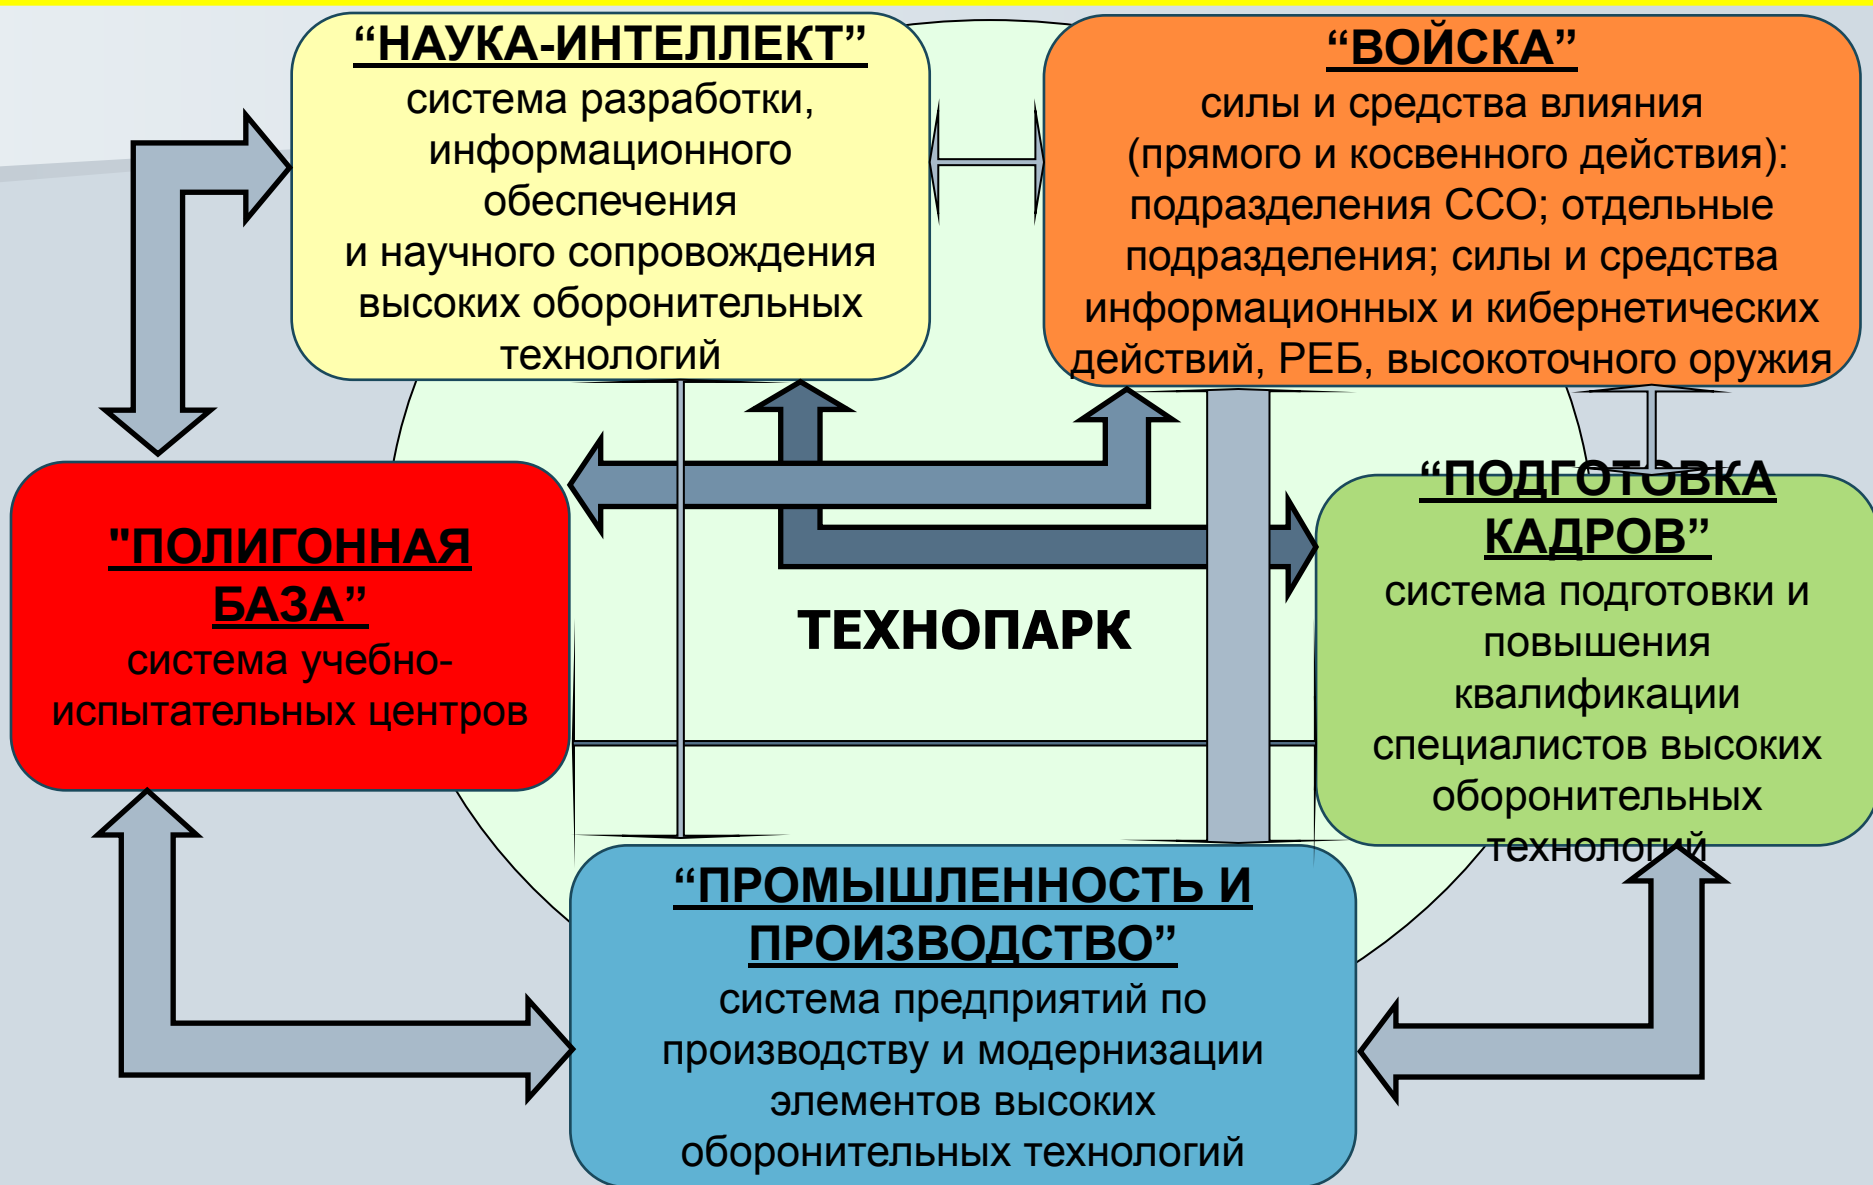 “НАУКА-ИНТЕЛЛЕКТ”
система разработки,
информационного
обеспечения
и научного сопровождения
высоких оборонительных
технологий
“ВОЙСКА”
силы и средства влияния
(прямого и косвенного действия):
подразделения ССО; отдельные
подразделения; силы и средства
информационных и кибернетических
действий, РЕБ, высокоточного оружия
"ПОЛИГОННАЯ
БАЗА”
система учебно-
испытательных центров
ТЕХНОПАРК
“ПОДГОТОВКА
КАДРОВ”
система подготовки и
повышения
квалификации
специалистов высоких
оборонительных
технологий
“ПРОМЫШЛЕННОСТЬ И
ПРОИЗВОДСТВО”
система предприятий по
производству и модернизации
элементов высоких
оборонительных технологий